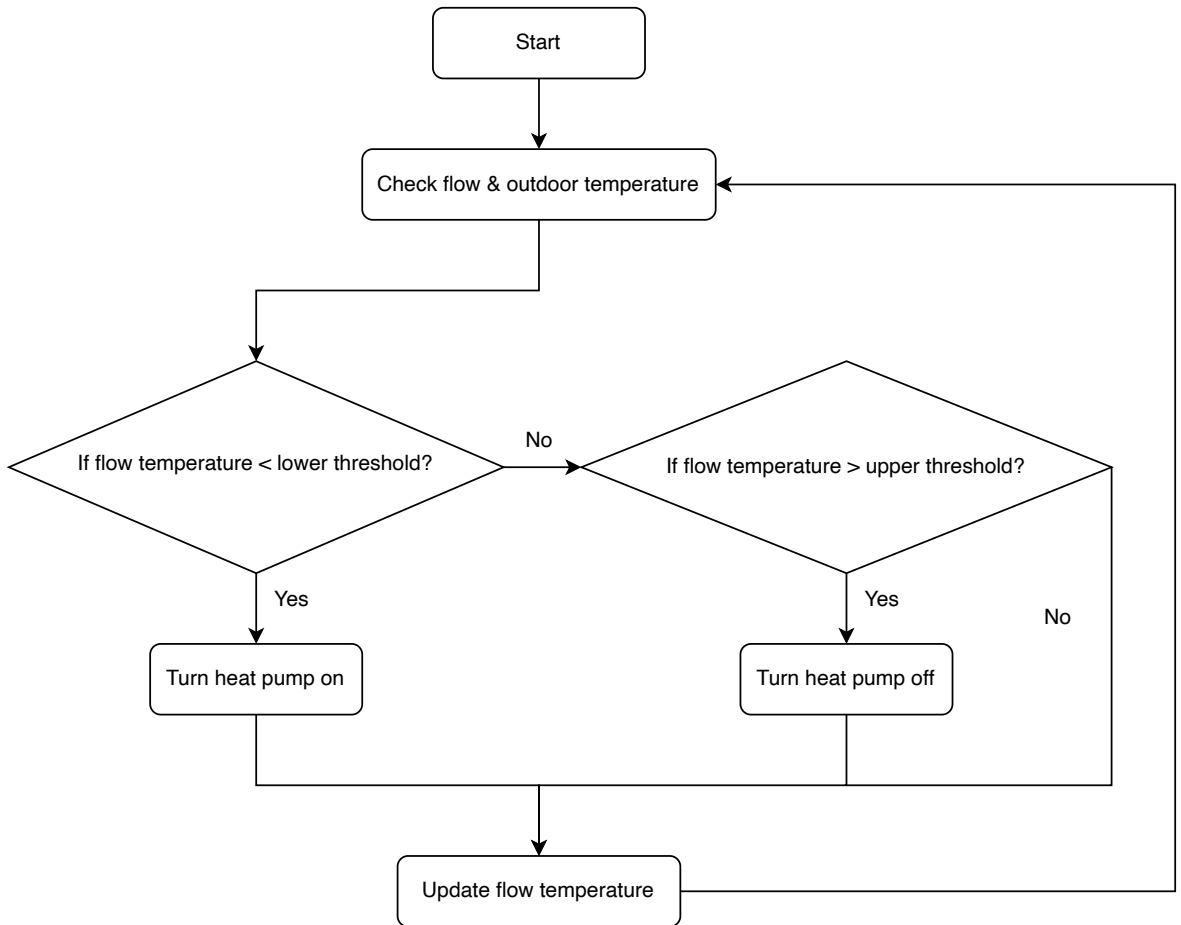 Start
Check flow & outdoor temperature
If flow temperature < lower threshold?
No
If flow temperature > upper threshold?
Yes
Yes
No
Turn heat pump on
Turn heat pump off
Update flow temperature